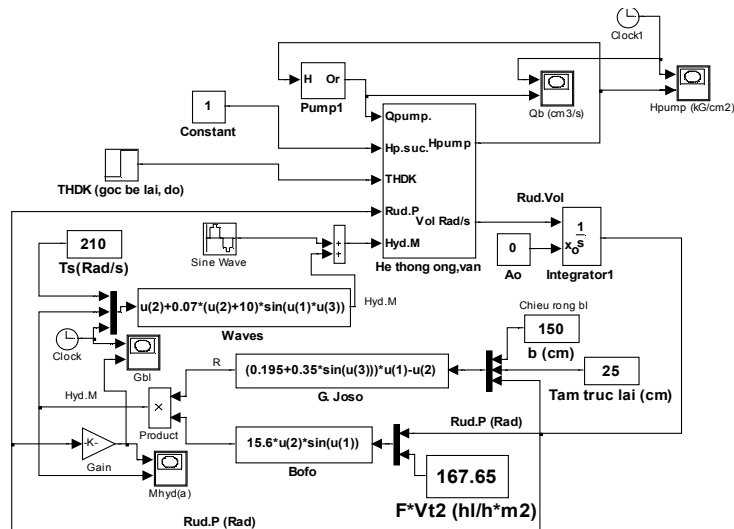 Clock1
H Or
Pump1
Qb (cm3/s)
Hpump (kG/cm2)
1
Constant
Qpump.
Hp.suc.
Hpump
THDK
Rud.P
Vol Rad/s
Hyd.M
He thong ong,van
THDK (goc be lai, do)
Rud.Vol
1
s
xo
Integrator1
0
Ao
210
Ts(Rad/s)
Sine Wave
+
+
u(2)+0.07*(u(2)+10)*sin(u(1)*u(3))
Waves
Hyd.M
Clock
Gbl
Chieu rong bl
150
b (cm)
25
Tam truc lai (cm)
R
(0.195+0.35*sin(u(3)))*u(1)-u(2)
G. Joso
Hyd.M
×
Product
Rud.P (Rad)
15.6*u(2)*sin(u(1))
Bofo
-K-
Gain
Mhyd(a)
167.65
F*Vt2 (hl/h*m2)
Rud.P (Rad)